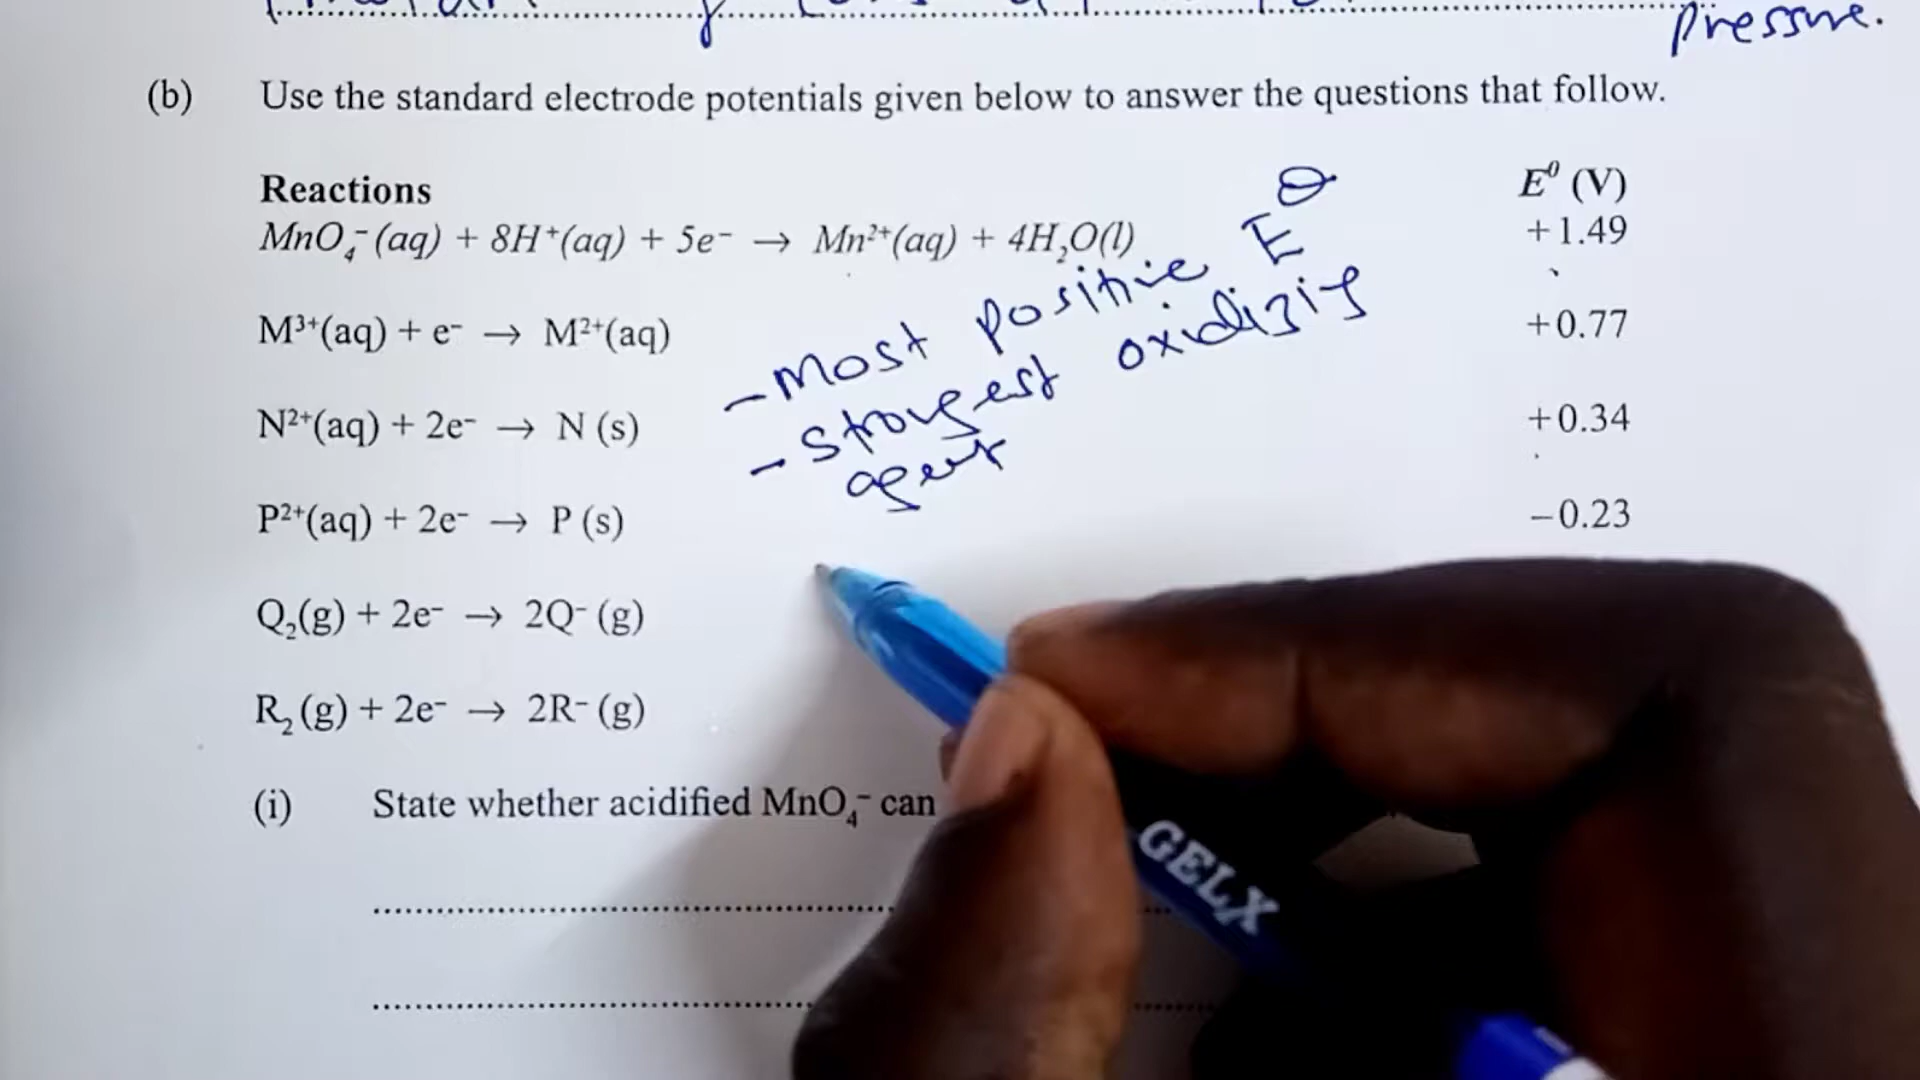 pressure.
(b) Use the standard electrode potentials given below to answer the questions that follow.
Reactions E⁰ (V)
MnO₄⁻(aq) + 8H⁺(aq) + 5e⁻ → Mn²⁺(aq) + 4H₂O(l) +1.49
M³⁺(aq) + e⁻ → M²⁺(aq) +0.77
N²⁺(aq) + 2e⁻ → N (s) +0.34
P²⁺(aq) + 2e⁻ → P (s) −0.23
Q₂(g) + 2e⁻ → 2Q⁻ (g)
R₂ (g) + 2e⁻ → 2R⁻ (g)
- most positive E⊖
- strongest oxidizig
agent
(i) State whether acidified MnO₄⁻ can
GELX